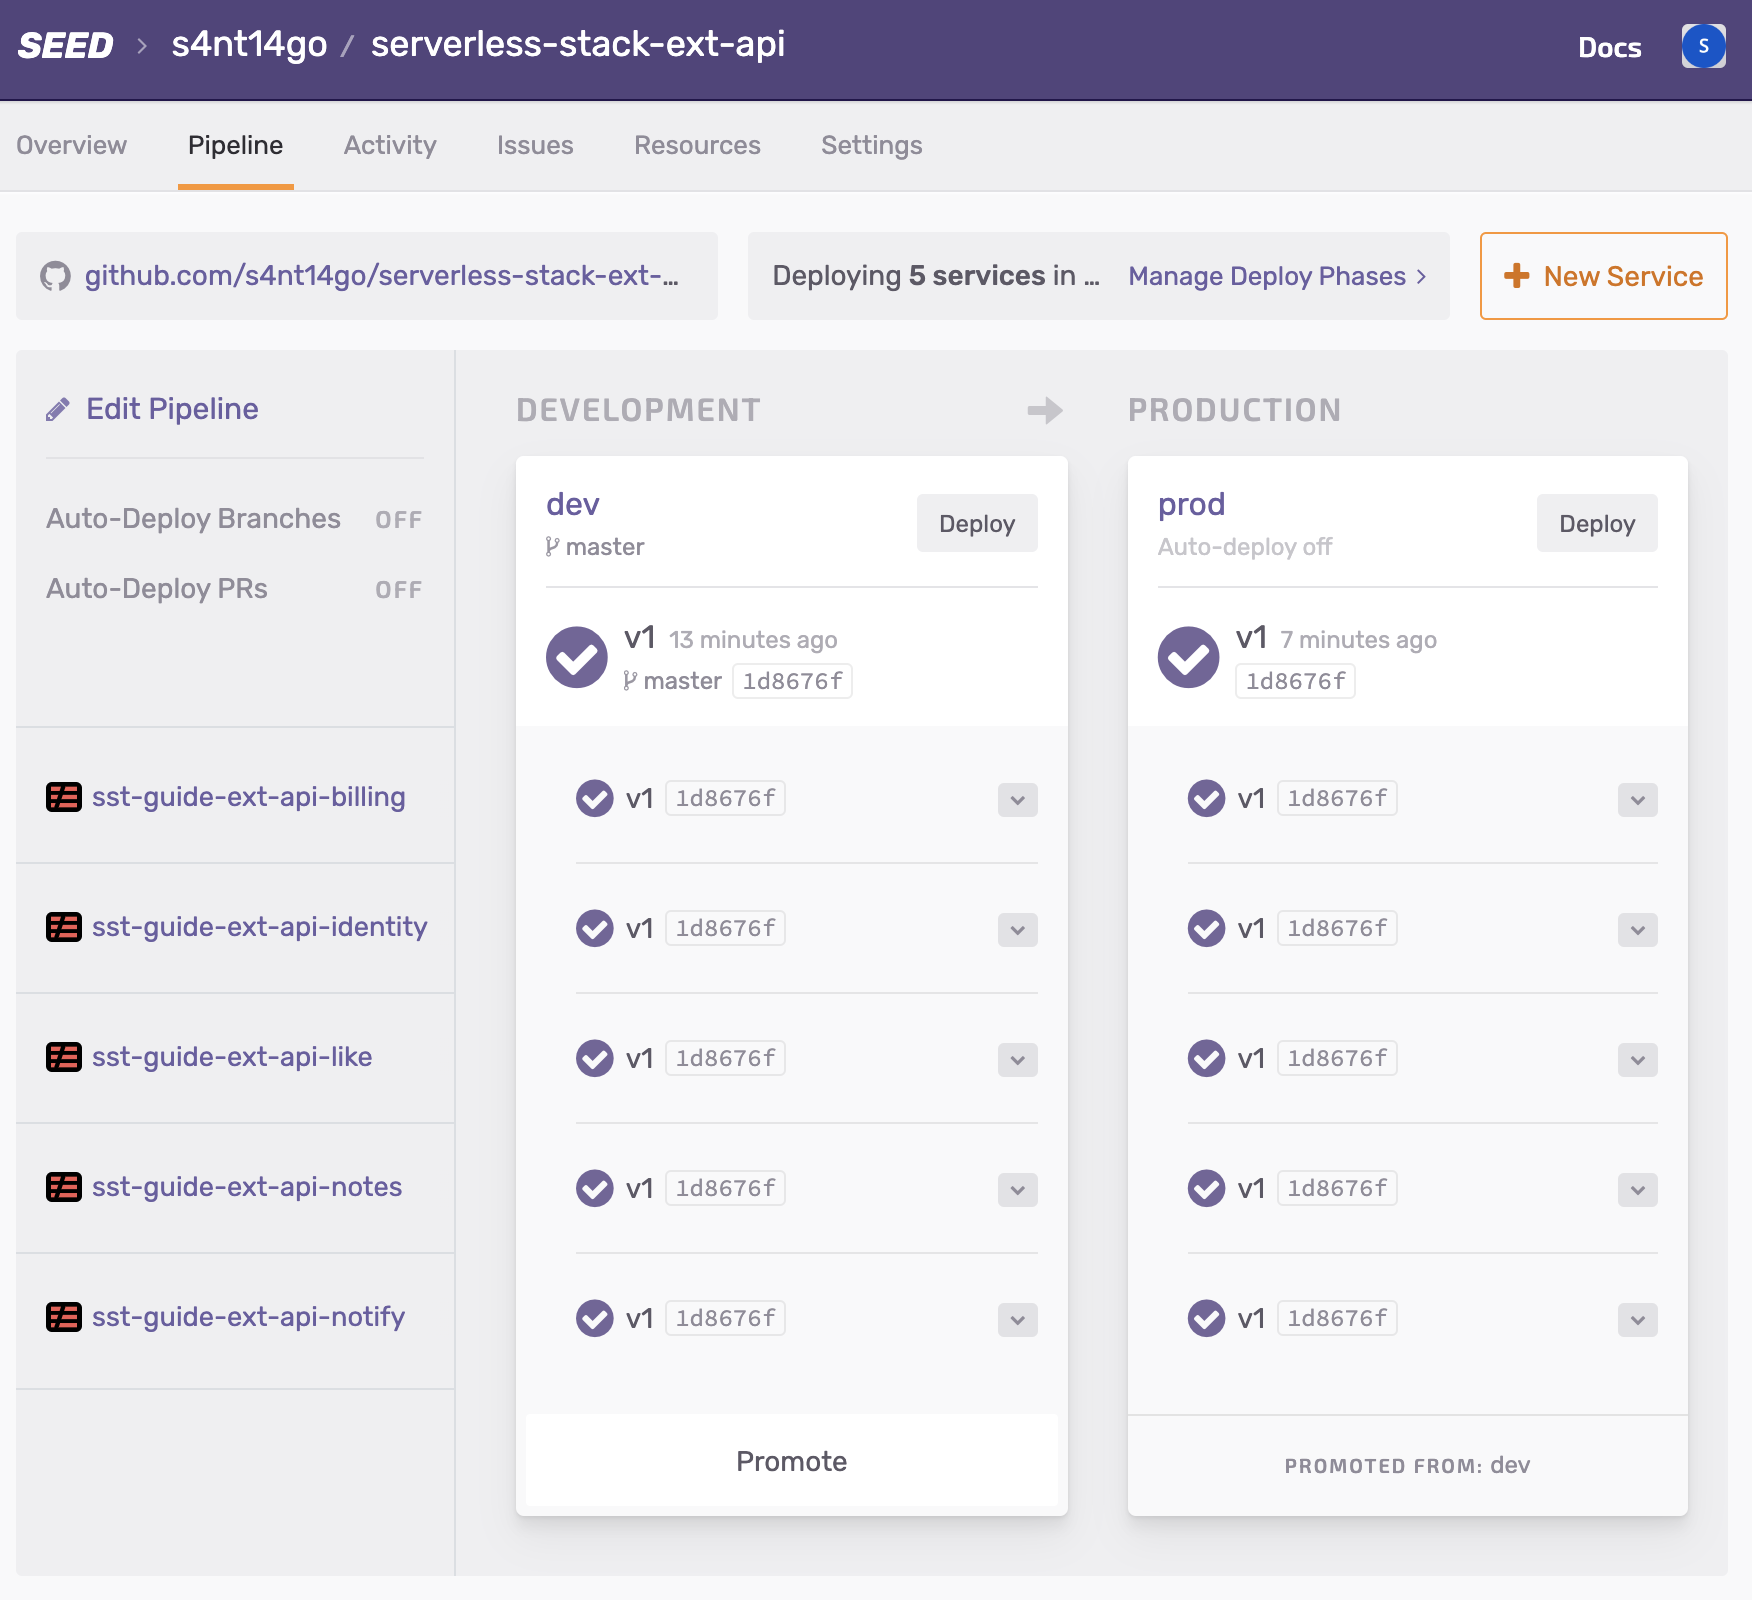 SEED > s4nt14go / serverless-stack-ext-api
Docs
S
Overview Pipeline Activity Issues Resources Settings
github.com/s4nt14go/serverless-stack-ext-...
Deploying 5 services in ... Manage Deploy Phases >
+ New Service
Edit Pipeline
Auto-Deploy Branches OFF
Auto-Deploy PRs OFF
DEVELOPMENT
PRODUCTION
dev
master
Deploy
v1 13 minutes ago
master 1d8676f
prod
Auto-deploy off
Deploy
v1 7 minutes ago
1d8676f
sst-guide-ext-api-billing
v1 1d8676f
v1 1d8676f
sst-guide-ext-api-identity
v1 1d8676f
v1 1d8676f
sst-guide-ext-api-like
v1 1d8676f
v1 1d8676f
sst-guide-ext-api-notes
v1 1d8676f
v1 1d8676f
sst-guide-ext-api-notify
v1 1d8676f
v1 1d8676f
Promote
PROMOTED FROM: dev